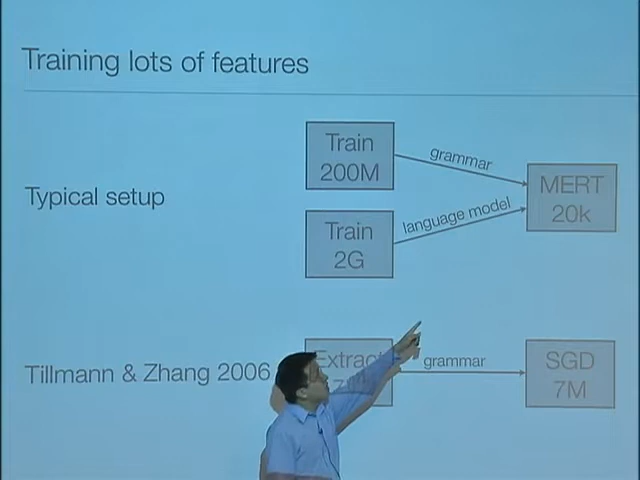 Training lots of features
Train
200M
grammar
MERT
20k
Typical setup
language model
Train
2G
Tillmann & Zhang 2006
Extract
grammar
SGD
7M